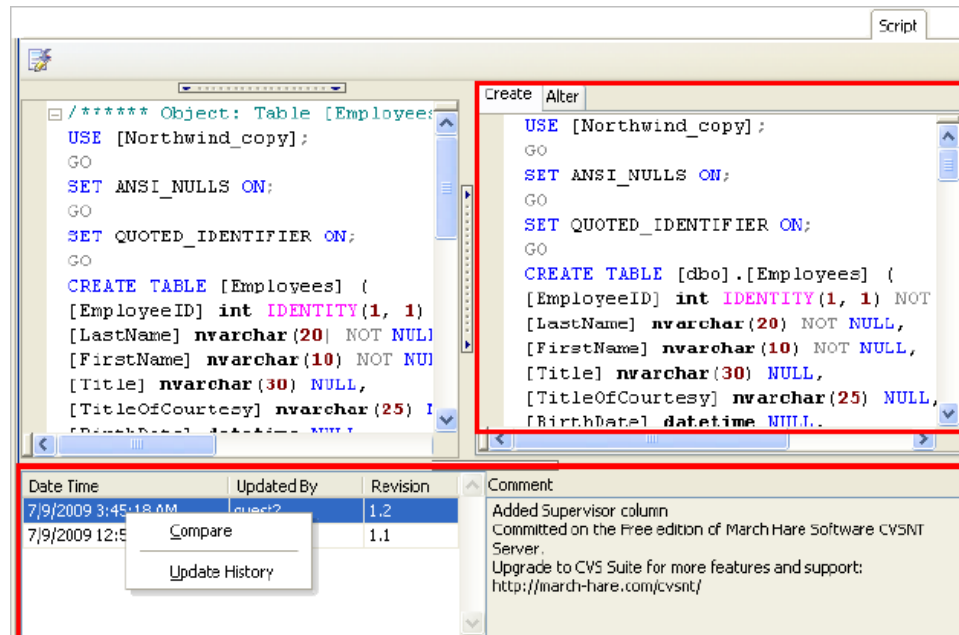 Script
/****** Object: Table [Employees
USE [Northwind_copy];
GO
SET ANSI_NULLS ON;
GO
SET QUOTED_IDENTIFIER ON;
GO
CREATE TABLE [Employees] (
[EmployeeID] int IDENTITY(1, 1)
[LastName] nvarchar(20| NOT NULL
[FirstName] nvarchar(10) NOT NUL
[Title] nvarchar(30) NULL,
[TitleOfCourtesy] nvarchar(25)
[BirthDate] datetime NULL
Create Alter
USE [Northwind_copy];
GO
SET ANSI_NULLS ON;
GO
SET QUOTED_IDENTIFIER ON;
GO
CREATE TABLE [dbo].[Employees] (
[EmployeeID] int IDENTITY(1, 1) NOT
[LastName] nvarchar(20) NOT NULL,
[FirstName] nvarchar(10) NOT NULL,
[Title] nvarchar(30) NULL,
[TitleOfCourtesy] nvarchar(25) NULL,
[BirthDate] datetime NULL,
Date Time Updated By Revision
7/9/2009 3:45:18 AM guest2 1.2
7/9/2009 12:5 1.1
Compare
Update History
Comment
Added Supervisor column
Committed on the Free edition of March Hare Software CVSNT
Server.
Upgrade to CVS Suite for more features and support:
http://march-hare.com/cvsnt/